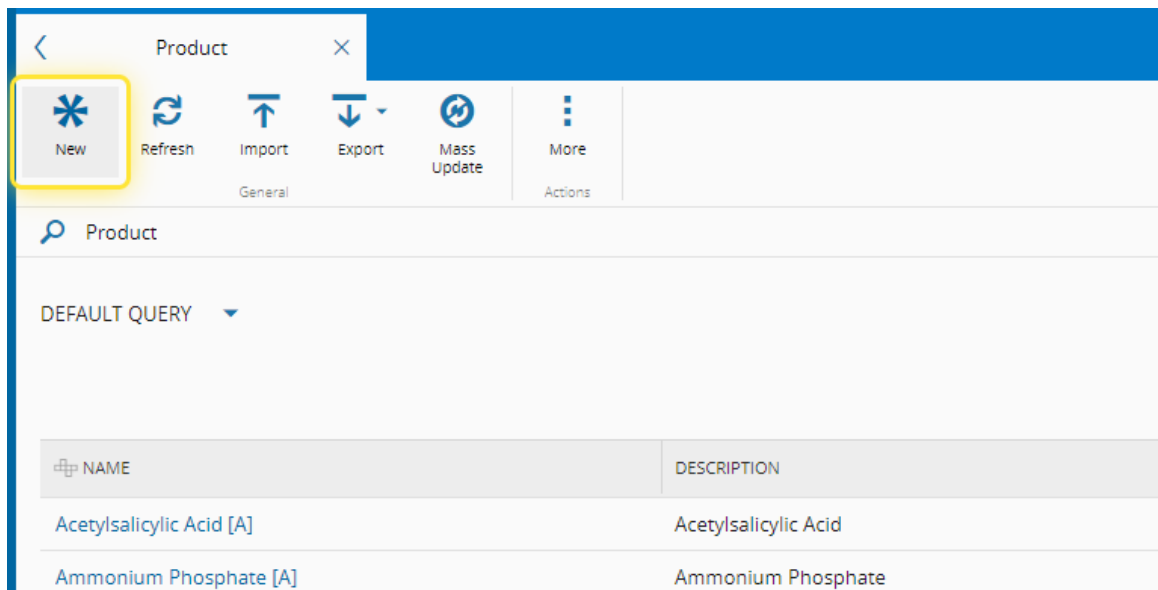 Product
New
Refresh
Import
Export
Mass
Update
More
General
Actions
Product
DEFAULT QUERY
NAME
DESCRIPTION
Acetylsalicylic Acid [A]
Acetylsalicylic Acid
Ammonium Phosphate [A]
Ammonium Phosphate